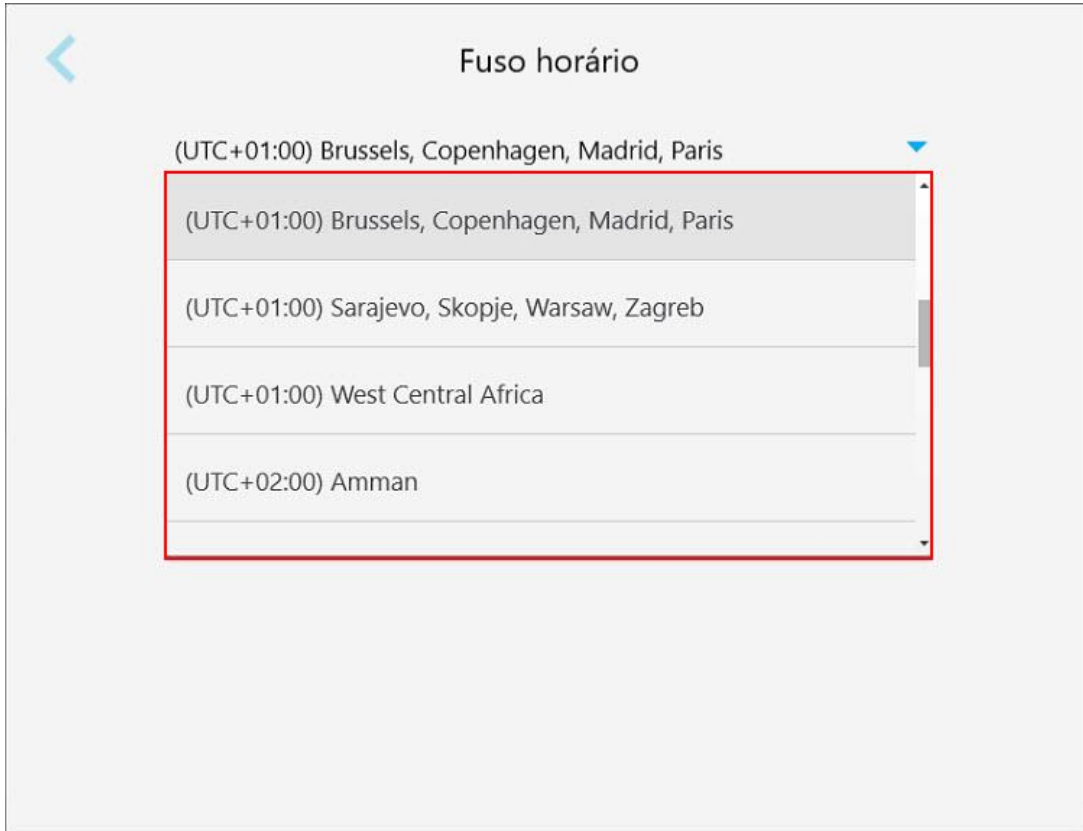 Fuso horário
(UTC+01:00) Brussels, Copenhagen, Madrid, Paris
(UTC+01:00) Brussels, Copenhagen, Madrid, Paris
(UTC+01:00) Sarajevo, Skopje, Warsaw, Zagreb
(UTC+01:00) West Central Africa
(UTC+02:00) Amman